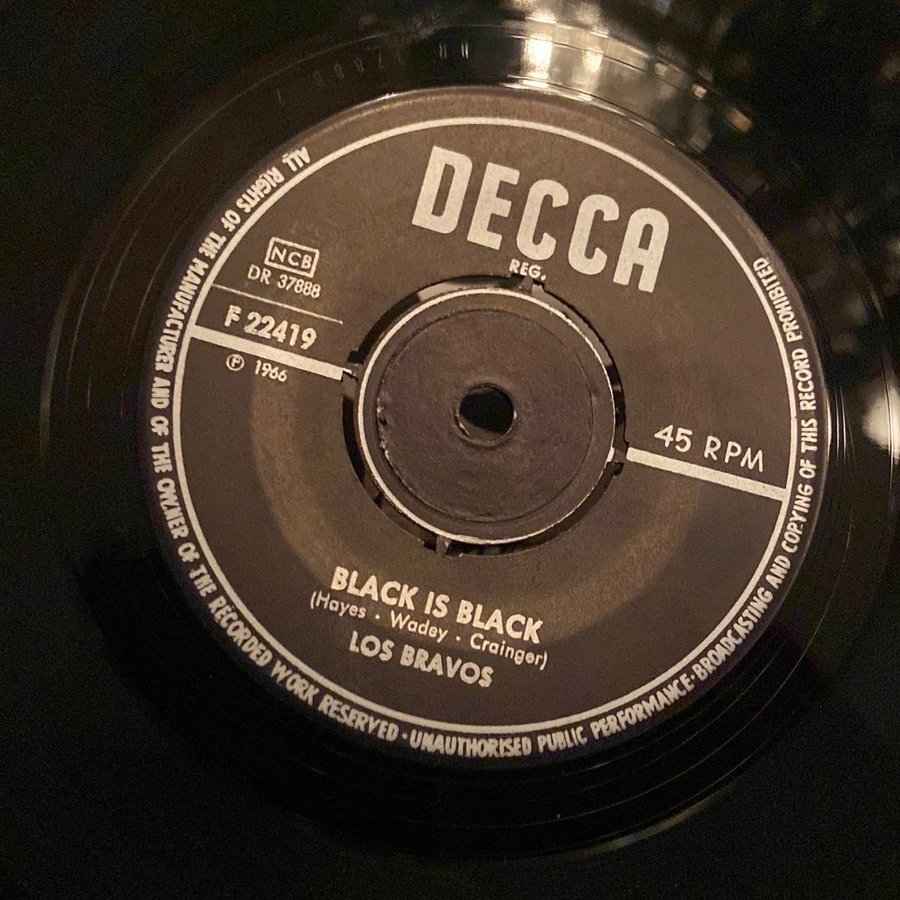 DECCA
REG.
NCB
DR 37888
F 22419
Ⓟ 1966
45 RPM
BLACK IS BLACK
(Hayes · Wadey · Crainger)
LOS BRAVOS
ALL RIGHTS OF THE MANUFACTURER AND OF THE OWNER OF THE RECORDED WORK RESERVED · UNAUTHORISED PUBLIC PERFORMANCE · BROADCASTING AND COPYING OF THIS RECORD PROHIBITED